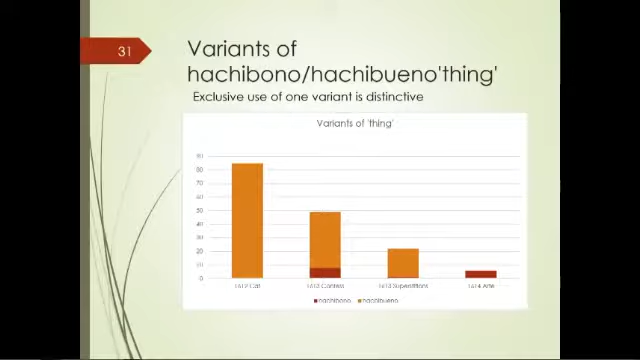 31
Variants of
hachibono/hachibueno'thing'
Exclusive use of one variant is distinctive
Variants of 'thing'
90
80
70
60
50
40
30
20
10
0
1612 Cat 1613 Confess 1613 Superstitions 1614 Arte
hachibono hachibueno